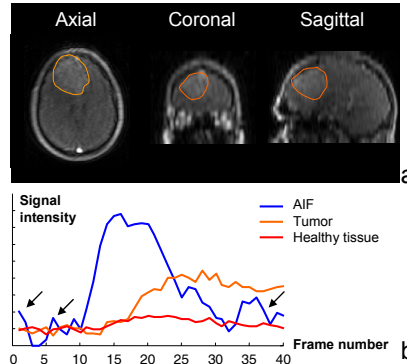 Axial Coronal Sagittal
a
Signal
intensity
AIF
Tumor
Healthy tissue
0 5 10 15 20 25 30 35 40
Frame number
b